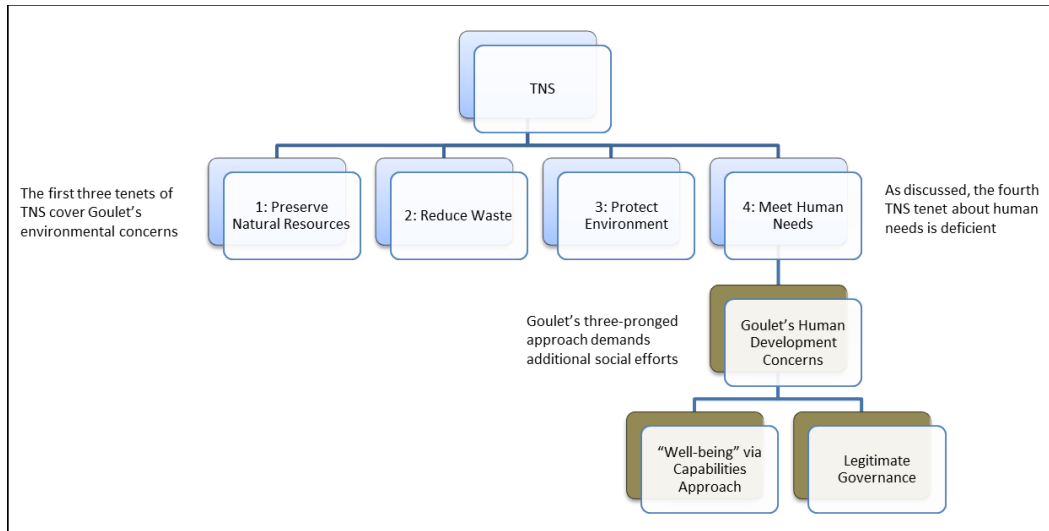 TNS
The first three tenets of
TNS cover Goulet's
environmental concerns
1: Preserve
Natural Resources
2: Reduce Waste
3: Protect
Environment
4: Meet Human
Needs
As discussed, the fourth
TNS tenet about human
needs is deficient
Goulet's three-pronged
approach demands
additional social efforts
Goulet's Human
Development
Concerns
“Well-being” via
Capabilities
Approach
Legitimate
Governance